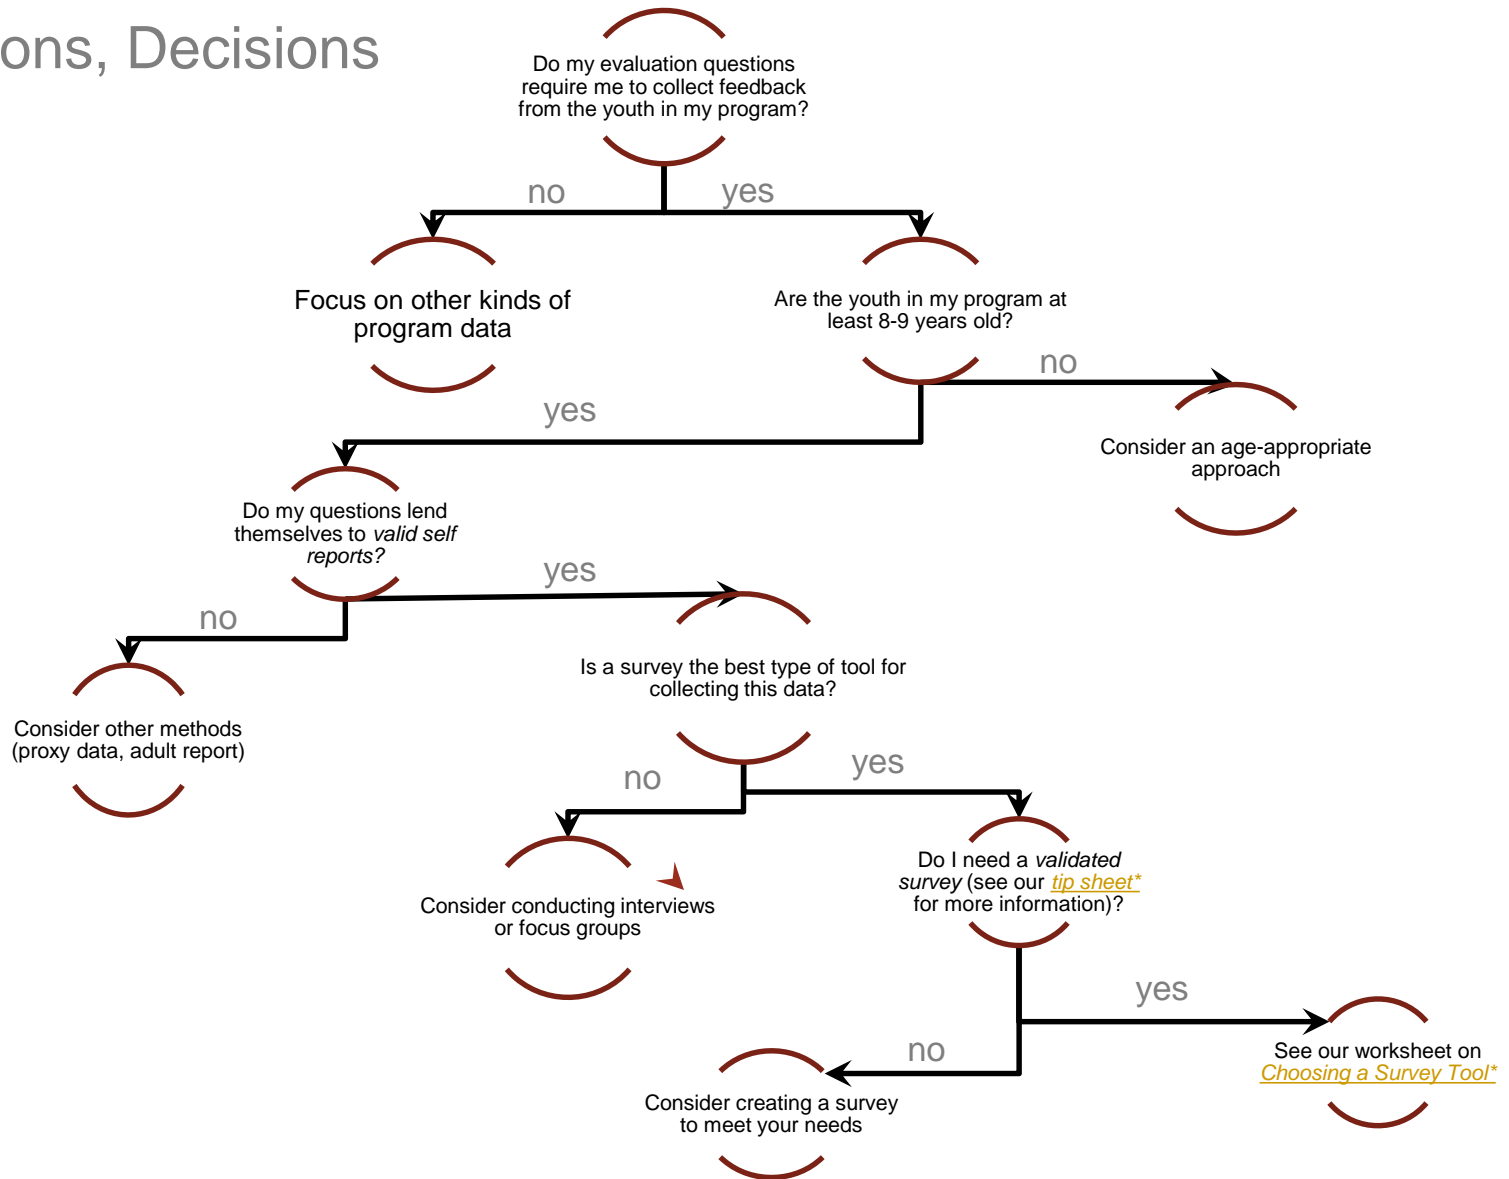 ons, Decisions
Do my evaluation questions
require me to collect feedback
from the youth in my program?
no
yes
Focus on other kinds of
program data
Are the youth in my program at
least 8-9 years old?
no
yes
Consider an age-appropriate
approach
Do my questions lend
themselves to valid self
reports?
yes
no
Is a survey the best type of tool for
collecting this data?
Consider other methods
(proxy data, adult report)
no
yes
Do I need a validated
survey (see our tip sheet*
for more information)?
Consider conducting interviews
or focus groups
yes
no
See our worksheet on
Choosing a Survey Tool*
Consider creating a survey
to meet your needs